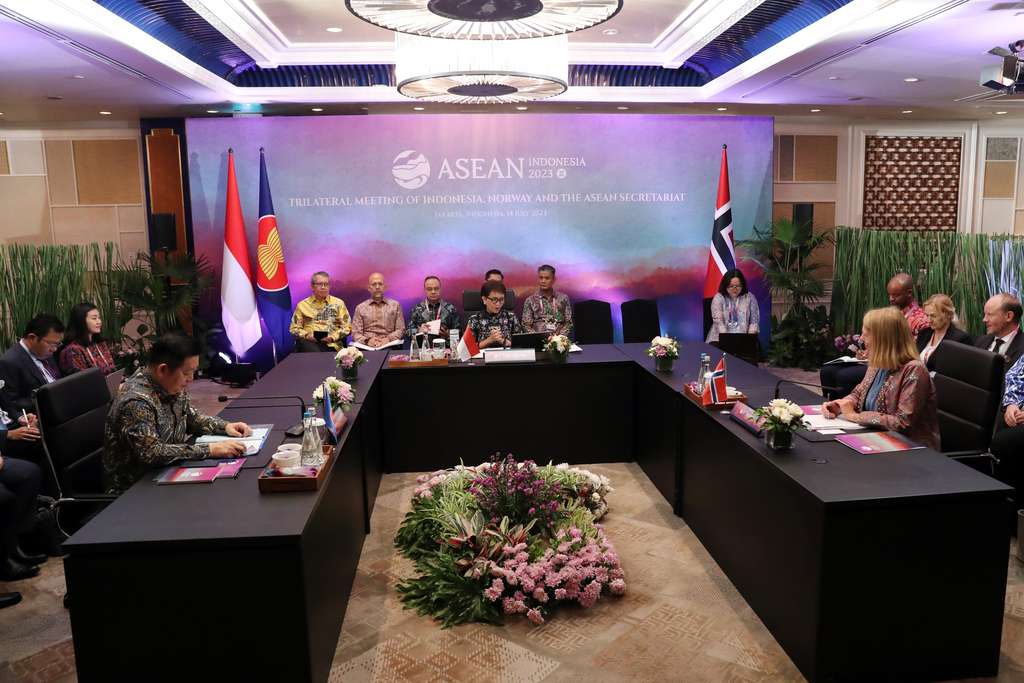 ASEAN INDONESIA
2023
TRILATERAL MEETING OF INDONESIA, NORWAY AND THE ASEAN SECRETARIAT
JAKARTA, INDONESIA, 14 JULY 2023